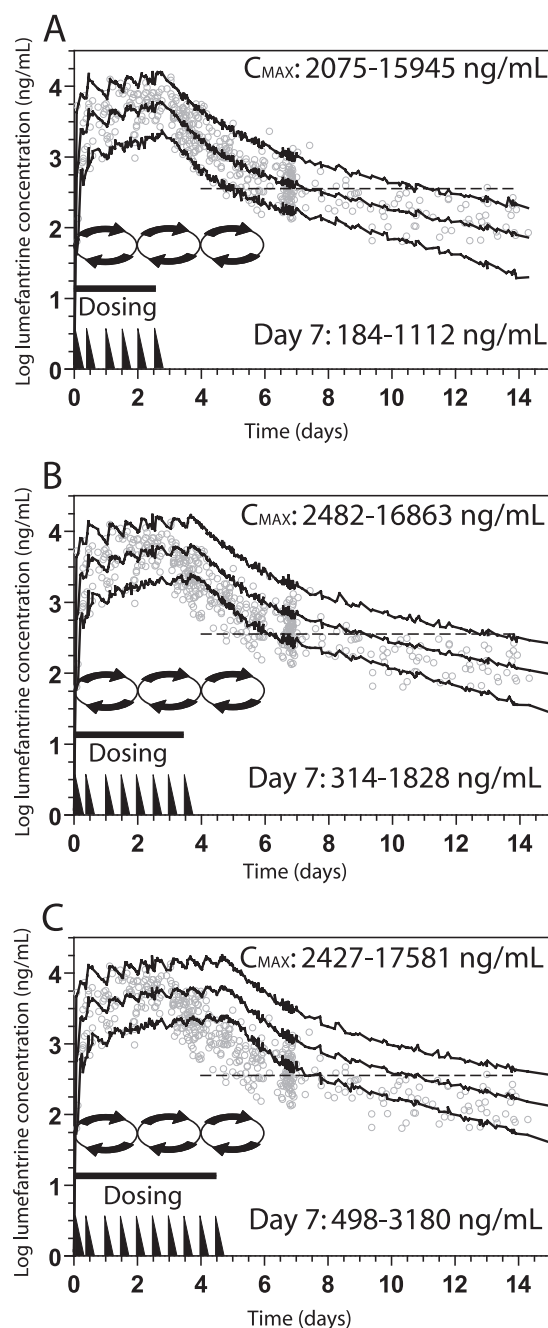 A
CMAX: 2075-15945 ng/mL
Log lumefantrine concentration (ng/mL)
4
3
2
1
0
Dosing
Day 7: 184-1112 ng/mL
0 2 4 6 8 10 12 14
Time (days)
B
CMAX: 2482-16863 ng/mL
Log lumefantrine concentration (ng/mL)
4
3
2
1
0
Dosing
Day 7: 314-1828 ng/mL
0 2 4 6 8 10 12 14
Time (days)
C
CMAX: 2427-17581 ng/mL
Log lumefantrine concentration (ng/mL)
4
3
2
1
0
Dosing
Day 7: 498-3180 ng/mL
0 2 4 6 8 10 12 14
Time (days)